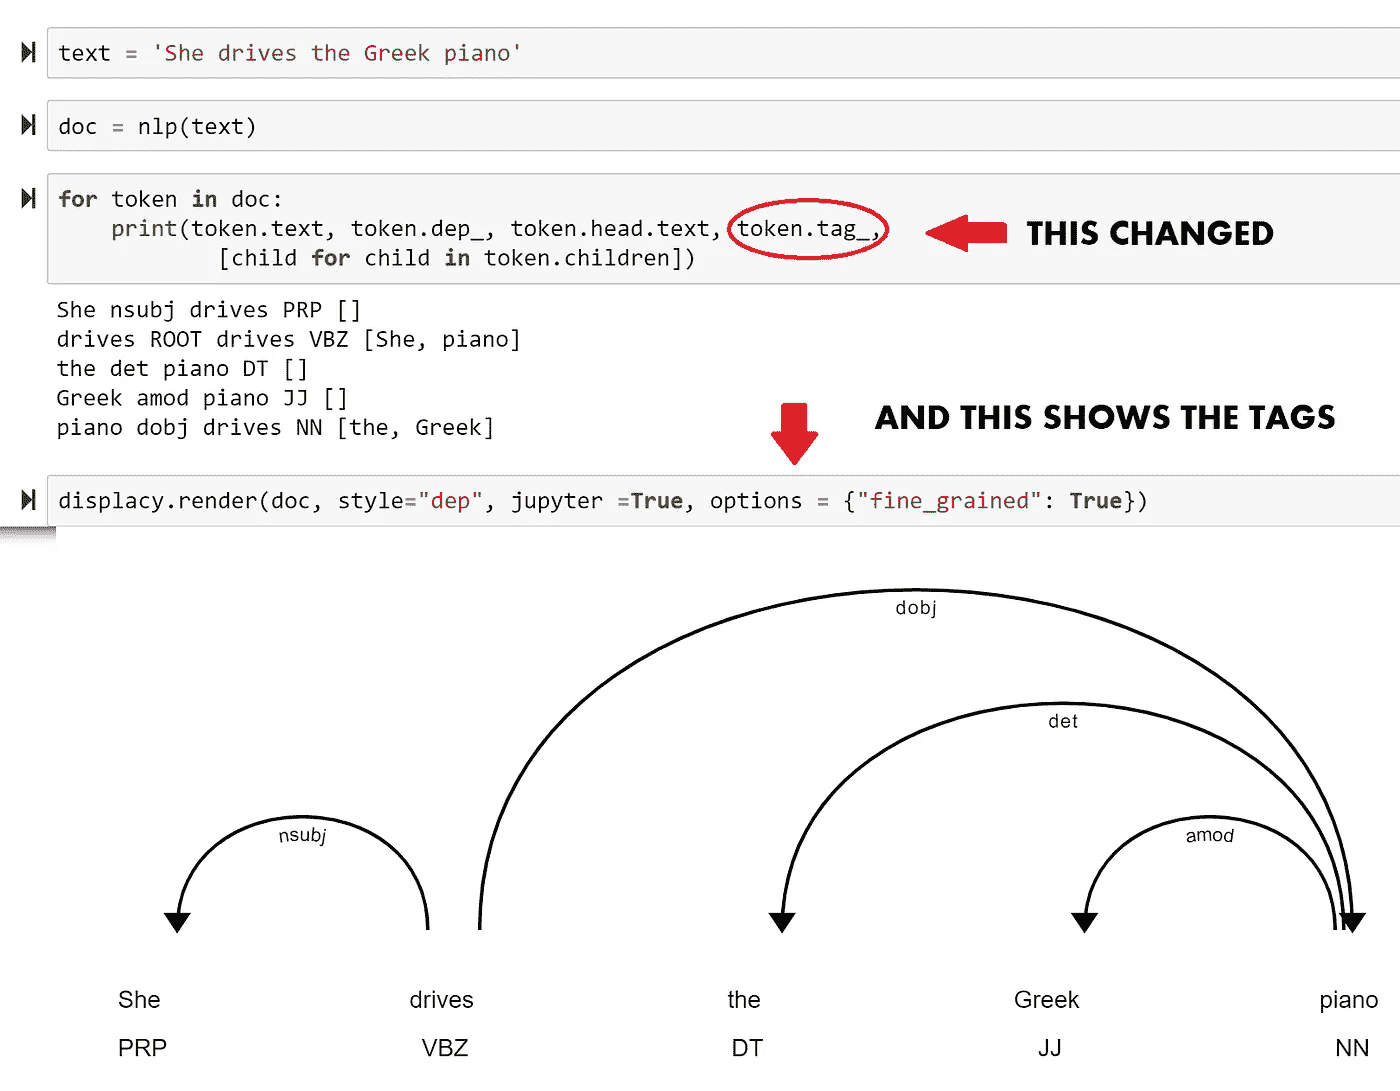 text = 'She drives the Greek piano'
doc = nlp(text)
for token in doc:
print(token.text, token.dep_, token.head.text, token.tag_,
[child for child in token.children])
THIS CHANGED
She nsubj drives PRP []
drives ROOT drives VBZ [She, piano]
the det piano DT []
Greek amod piano JJ []
piano dobj drives NN [the, Greek]
AND THIS SHOWS THE TAGS
displacy.render(doc, style="dep", jupyter =True, options = {"fine_grained": True})
dobj
det
nsubj
amod
She drives the Greek piano
PRP VBZ DT JJ NN